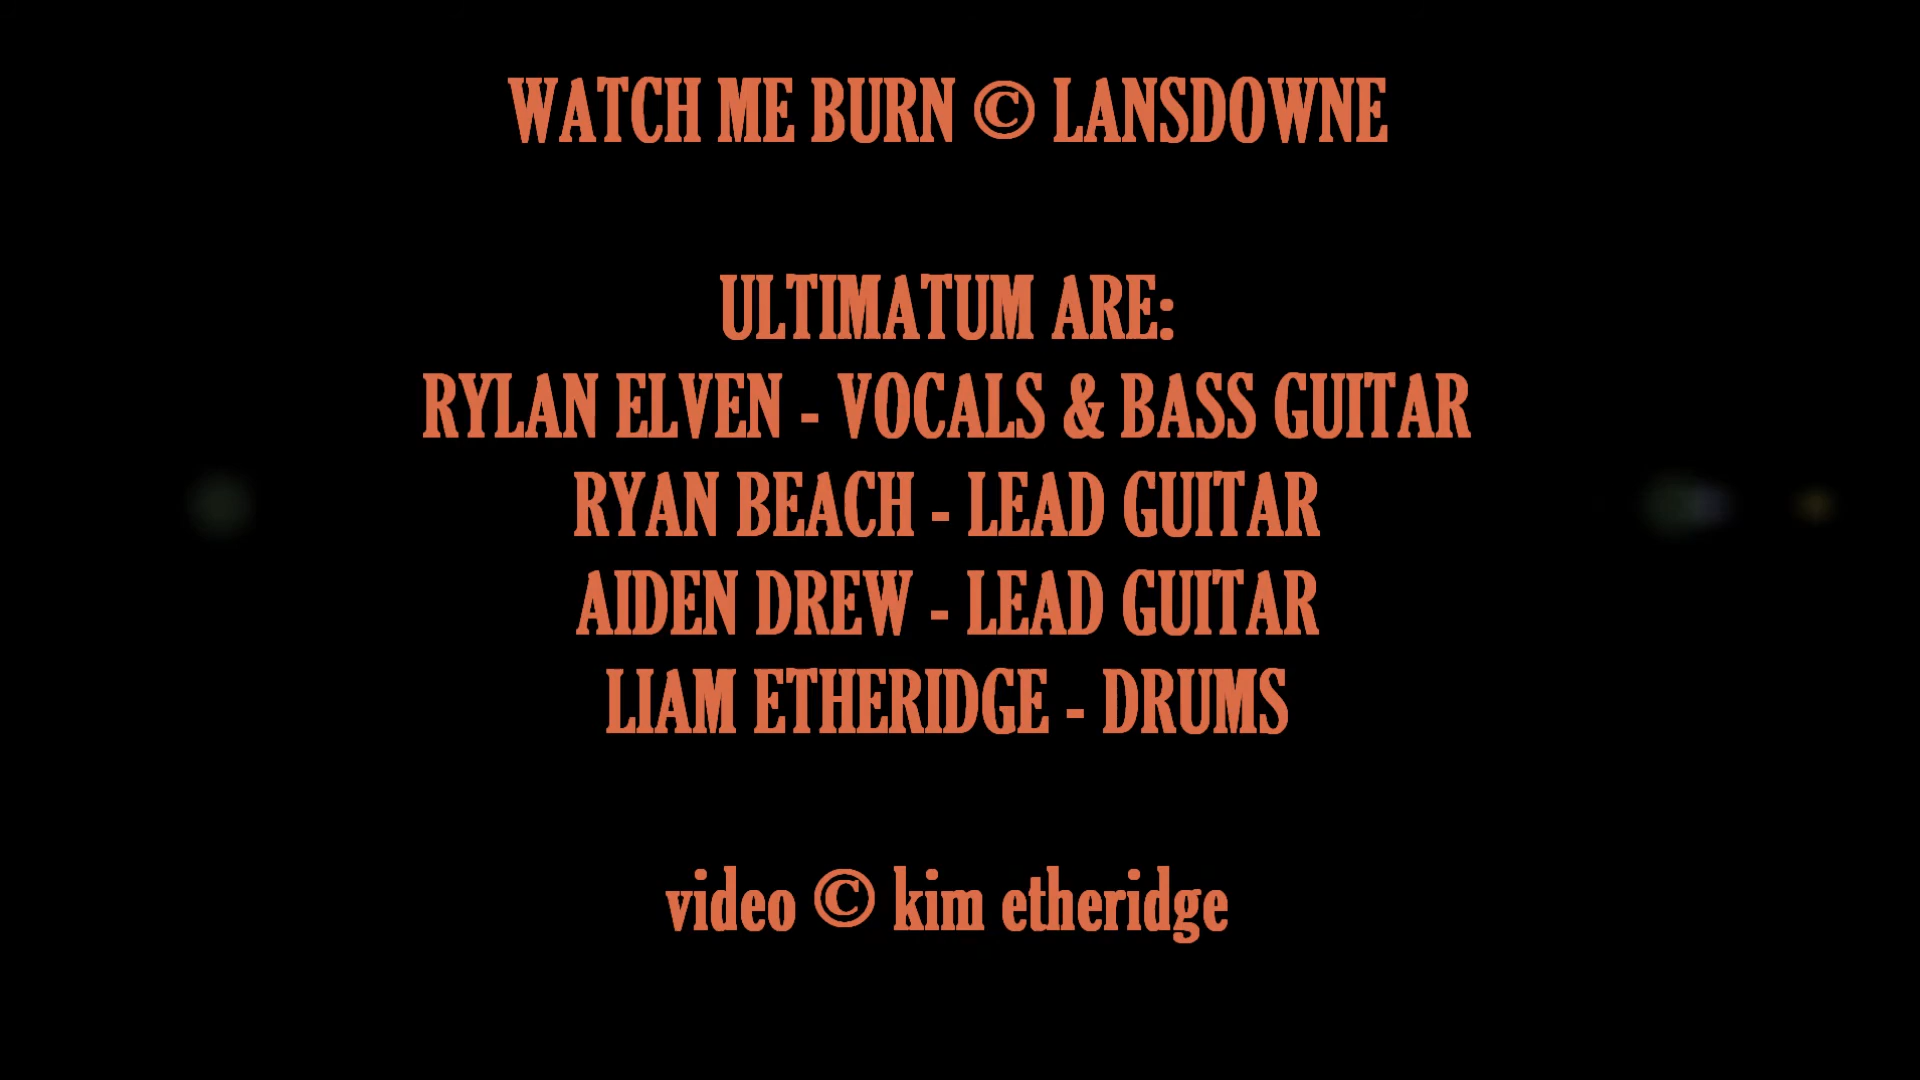 WATCH ME BURN © LANSDOWNE
ULTIMATUM ARE:
RYLAN ELVEN - VOCALS & BASS GUITAR
RYAN BEACH - LEAD GUITAR
AIDEN DREW - LEAD GUITAR
LIAM ETHERIDGE - DRUMS
video © kim etheridge